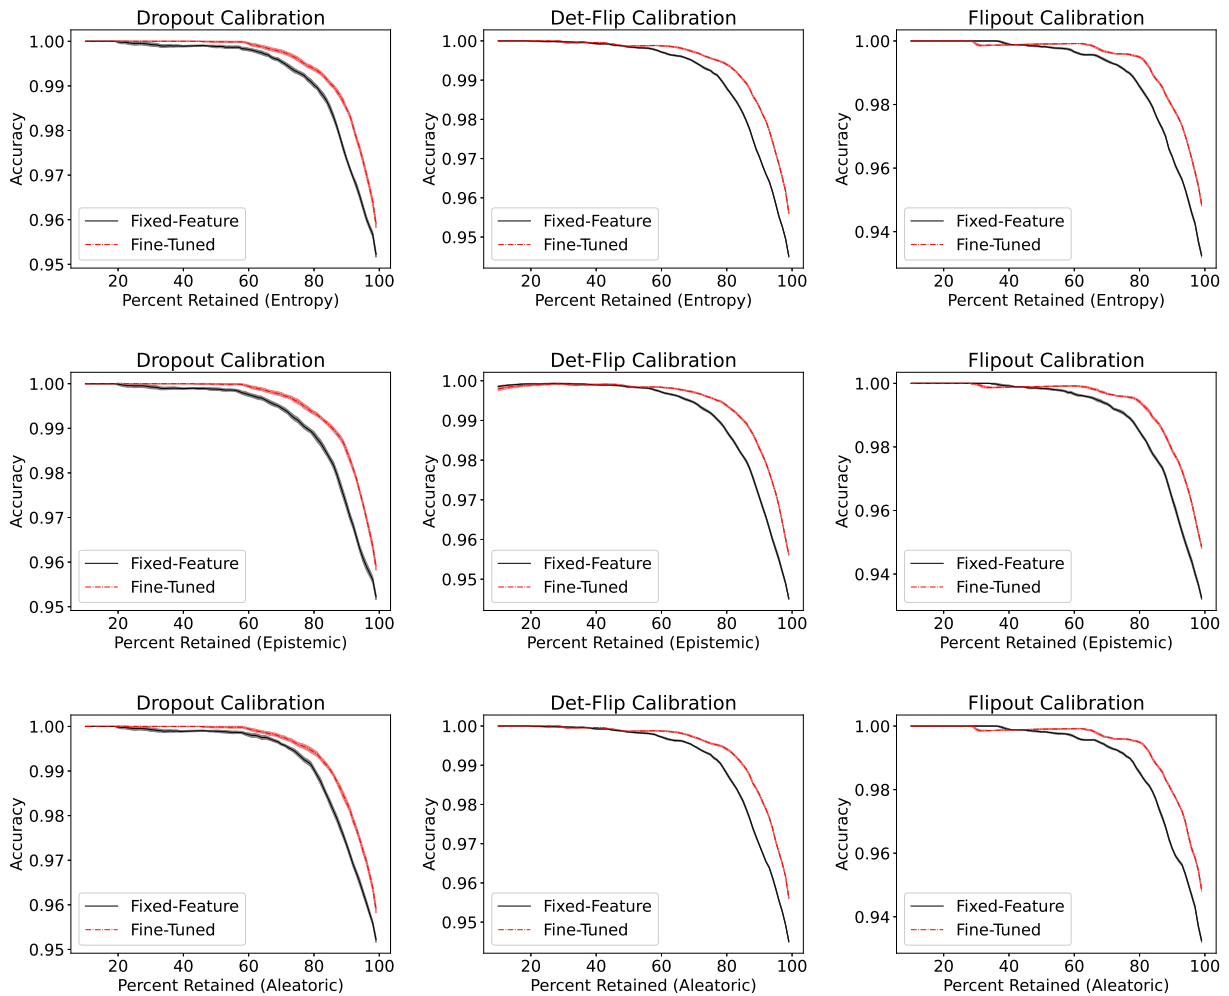 Dropout Calibration
1.00
0.99
0.98
0.97
0.96
0.95
Accuracy
Fixed-Feature
Fine-Tuned
20 40 60 80 100
Percent Retained (Entropy)
Det-Flip Calibration
1.00
0.99
0.98
0.97
0.96
0.95
Accuracy
Fixed-Feature
Fine-Tuned
20 40 60 80 100
Percent Retained (Entropy)
Flipout Calibration
1.00
0.98
0.96
0.94
Accuracy
Fixed-Feature
Fine-Tuned
20 40 60 80 100
Percent Retained (Entropy)
Dropout Calibration
1.00
0.99
0.98
0.97
0.96
0.95
Accuracy
Fixed-Feature
Fine-Tuned
20 40 60 80 100
Percent Retained (Epistemic)
Det-Flip Calibration
1.00
0.99
0.98
0.97
0.96
0.95
Accuracy
Fixed-Feature
Fine-Tuned
20 40 60 80 100
Percent Retained (Epistemic)
Flipout Calibration
1.00
0.98
0.96
0.94
Accuracy
Fixed-Feature
Fine-Tuned
20 40 60 80 100
Percent Retained (Epistemic)
Dropout Calibration
1.00
0.99
0.98
0.97
0.96
0.95
Accuracy
Fixed-Feature
Fine-Tuned
20 40 60 80 100
Percent Retained (Aleatoric)
Det-Flip Calibration
1.00
0.99
0.98
0.97
0.96
0.95
Accuracy
Fixed-Feature
Fine-Tuned
20 40 60 80 100
Percent Retained (Aleatoric)
Flipout Calibration
1.00
0.98
0.96
0.94
Accuracy
Fixed-Feature
Fine-Tuned
20 40 60 80 100
Percent Retained (Aleatoric)